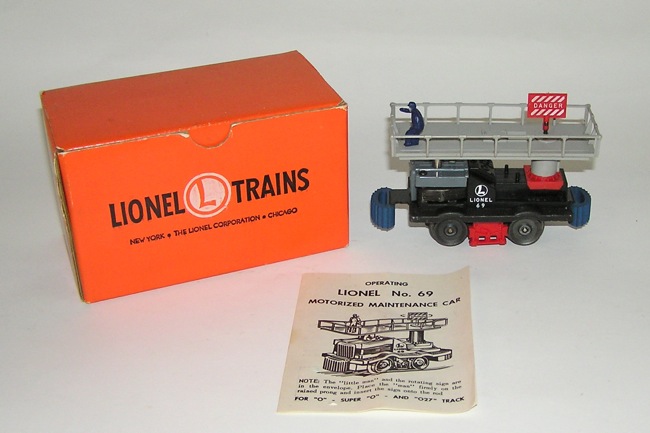 LIONEL L TRAINS
NEW YORK • THE LIONEL CORPORATION • CHICAGO
DANGER
L
LIONEL
69
OPERATING
LIONEL No. 69
MOTORIZED MAINTENANCE CAR
NOTE: The "little man" and the rotating sign are
in the envelope. Place the "man" firmly on the
raised prong and insert the sign onto the rod
FOR "O" - SUPER "O" - AND "O27" TRACK